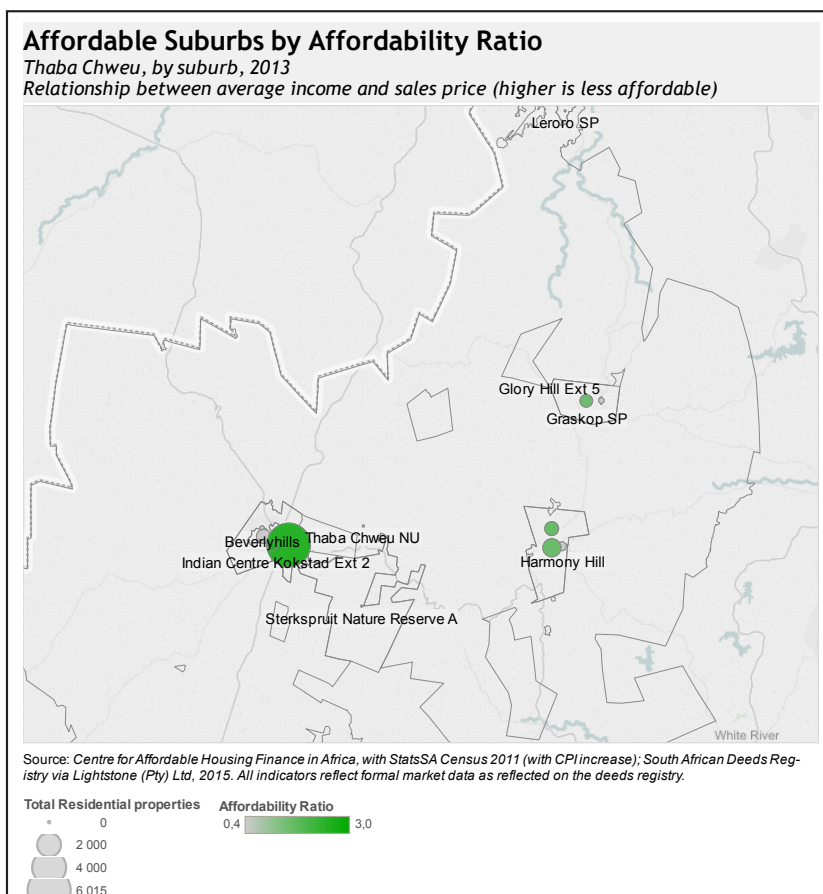 Affordable Suburbs by Affordability Ratio
Thaba Chweu, by suburb, 2013
Relationship between average income and sales price (higher is less affordable)
Leroro SP
Glory Hill Ext 5
Graskop SP
Beverlyhills
Thaba Chweu NU
Indian Centre Kokstad Ext 2
Harmony Hill
Sterkspruit Nature Reserve A
White River
Source: Centre for Affordable Housing Finance in Africa, with StatsSA Census 2011 (with CPI increase); South African Deeds Reg-
istry via Lightstone (Pty) Ltd, 2015. All indicators reflect formal market data as reflected on the deeds registry.
Total Residential properties
0
2 000
4 000
6 015
Affordability Ratio
0,4
3,0